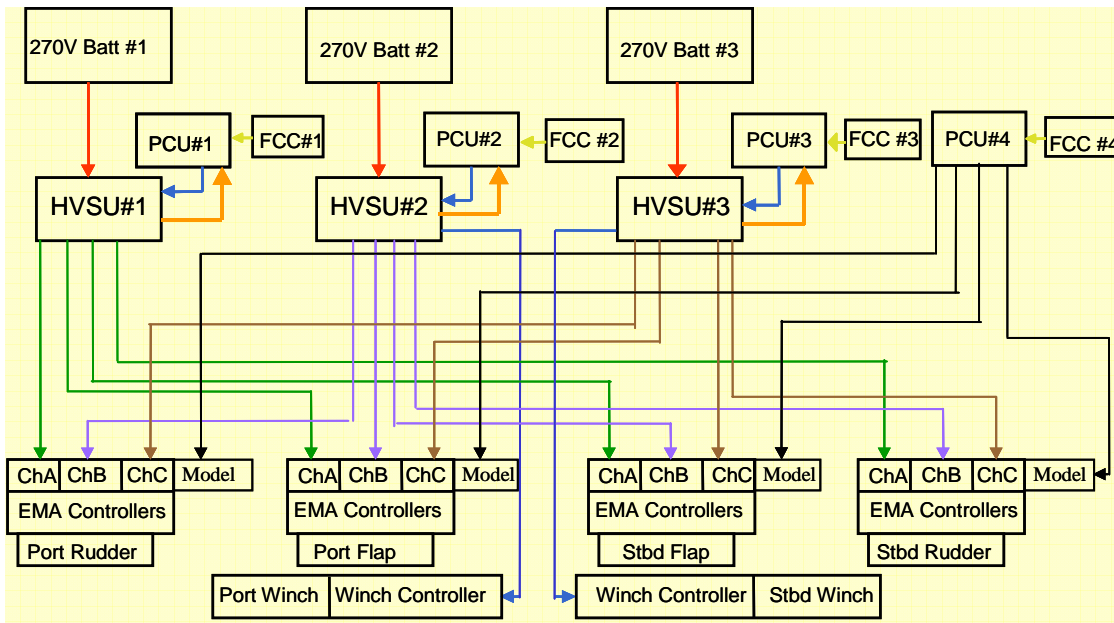 270V Batt #1
270V Batt #2
270V Batt #3
PCU#1
FCC#1
PCU#2
FCC #2
PCU#3
FCC #3
PCU#4
FCC #4
HVSU#1
HVSU#2
HVSU#3
ChA ChB ChC Model
EMA Controllers
Port Rudder
ChA ChB ChC Model
EMA Controllers
Port Flap
ChA ChB ChC Model
EMA Controllers
Stbd Flap
ChA ChB ChC Model
EMA Controllers
Stbd Rudder
Port Winch Winch Controller
Winch Controller Stbd Winch